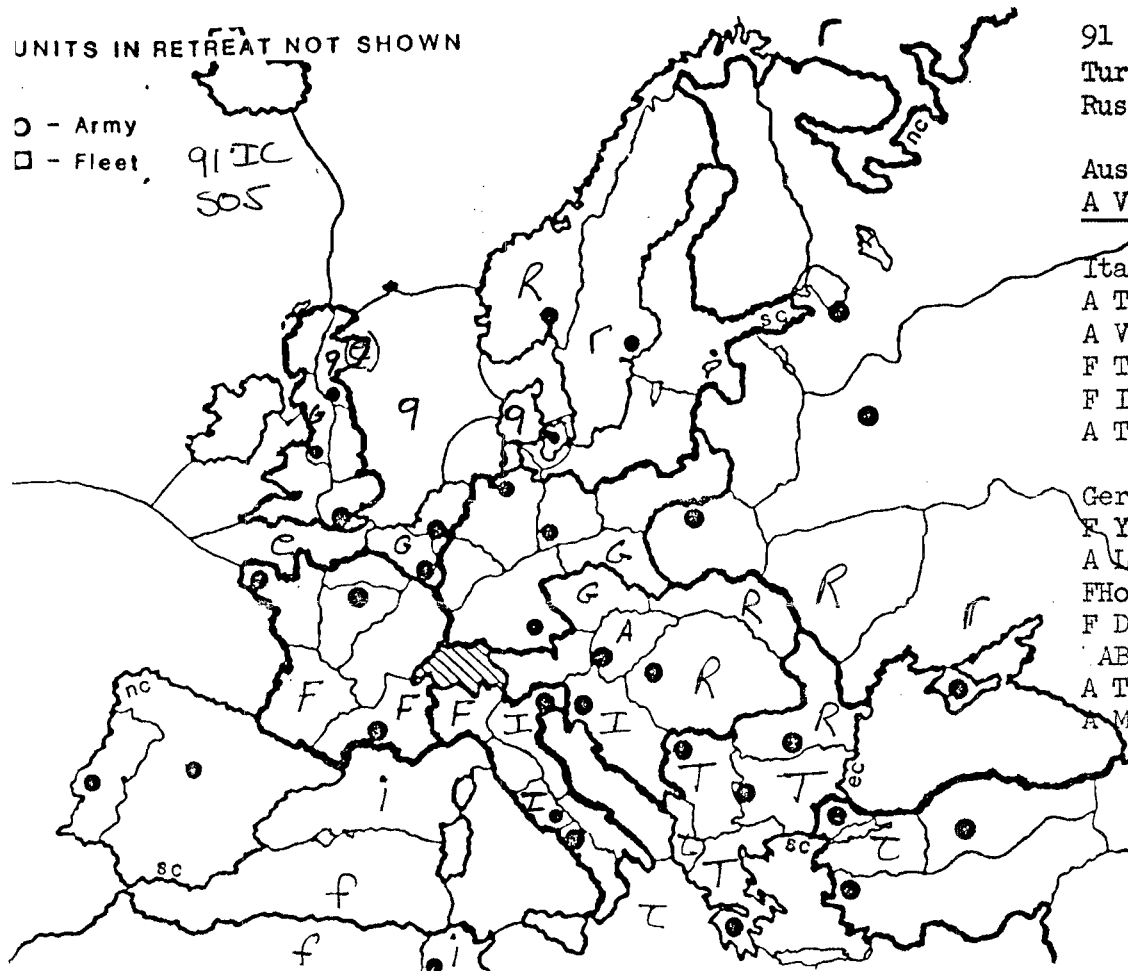 UNITS IN RETREAT NOT SHOWN
O - Army
□ - Fleet
91 IC
S05
91
Tur
Rus
Aus
A V
Ita
A T
A V
F T
F I
A T
Ger
F Y
A L
FHo
F D
AB
A T
A M
r
nc
R
r
sc
g
g
g
G
e
G
G
G
R
R
A
R
r
nc
F
F
F
I
I
R
T
T
ec
i
I
t
sc
t
T
sc
f
t
f
i